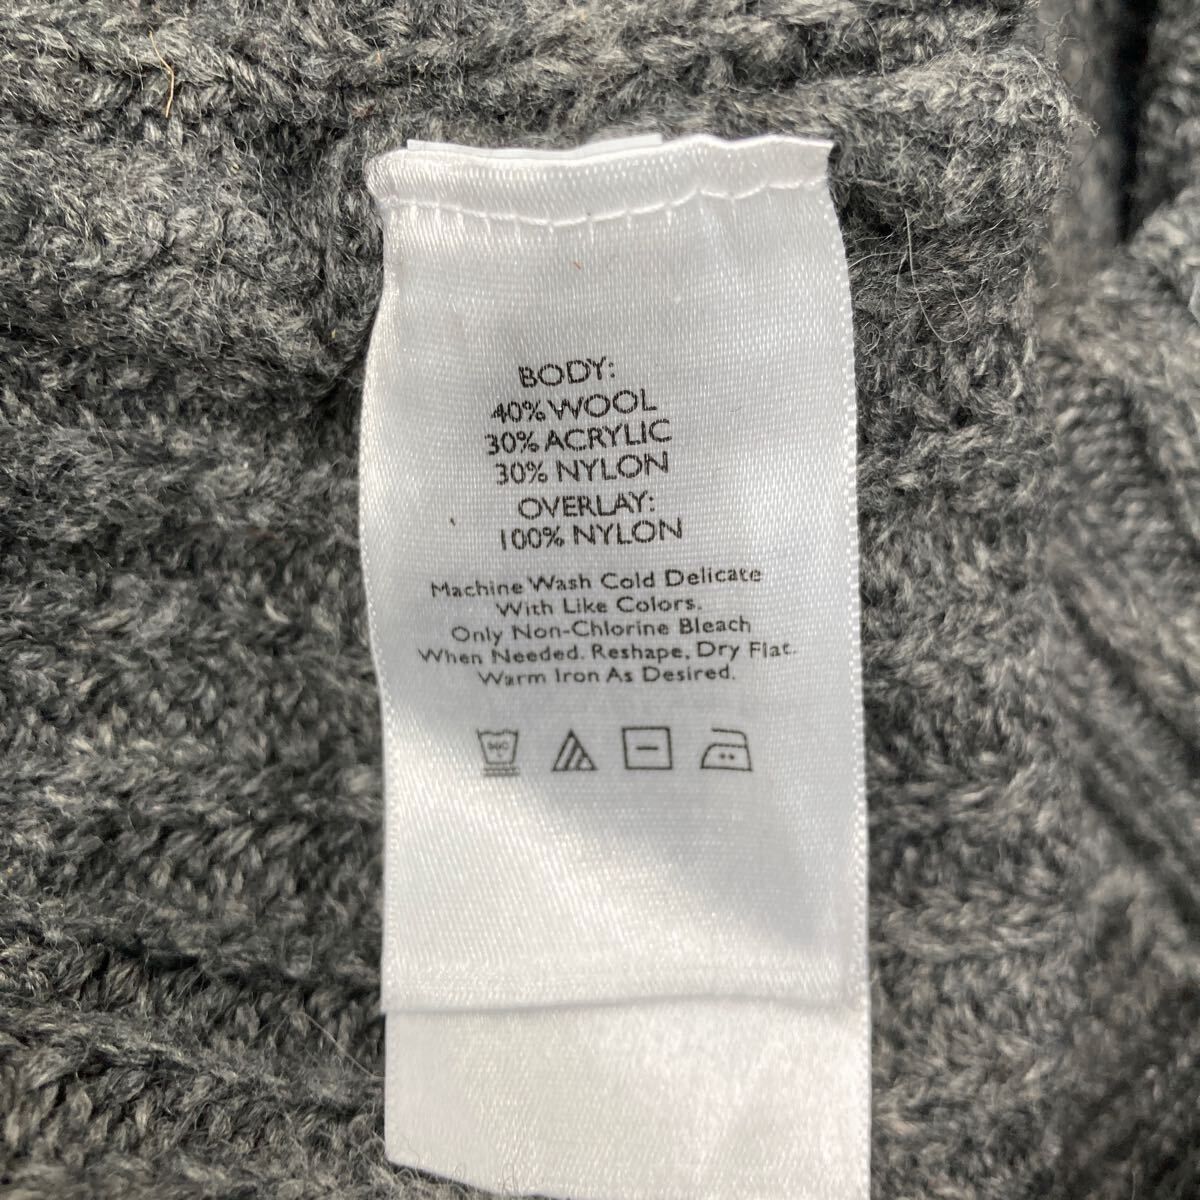 BODY:
40% WOOL
30% ACRYLIC
30% NYLON
OVERLAY:
100% NYLON
Machine Wash Cold Delicate
With Like Colors.
Only Non-Chlorine Bleach
When Needed. Reshape, Dry Flat.
Warm Iron As Desired.